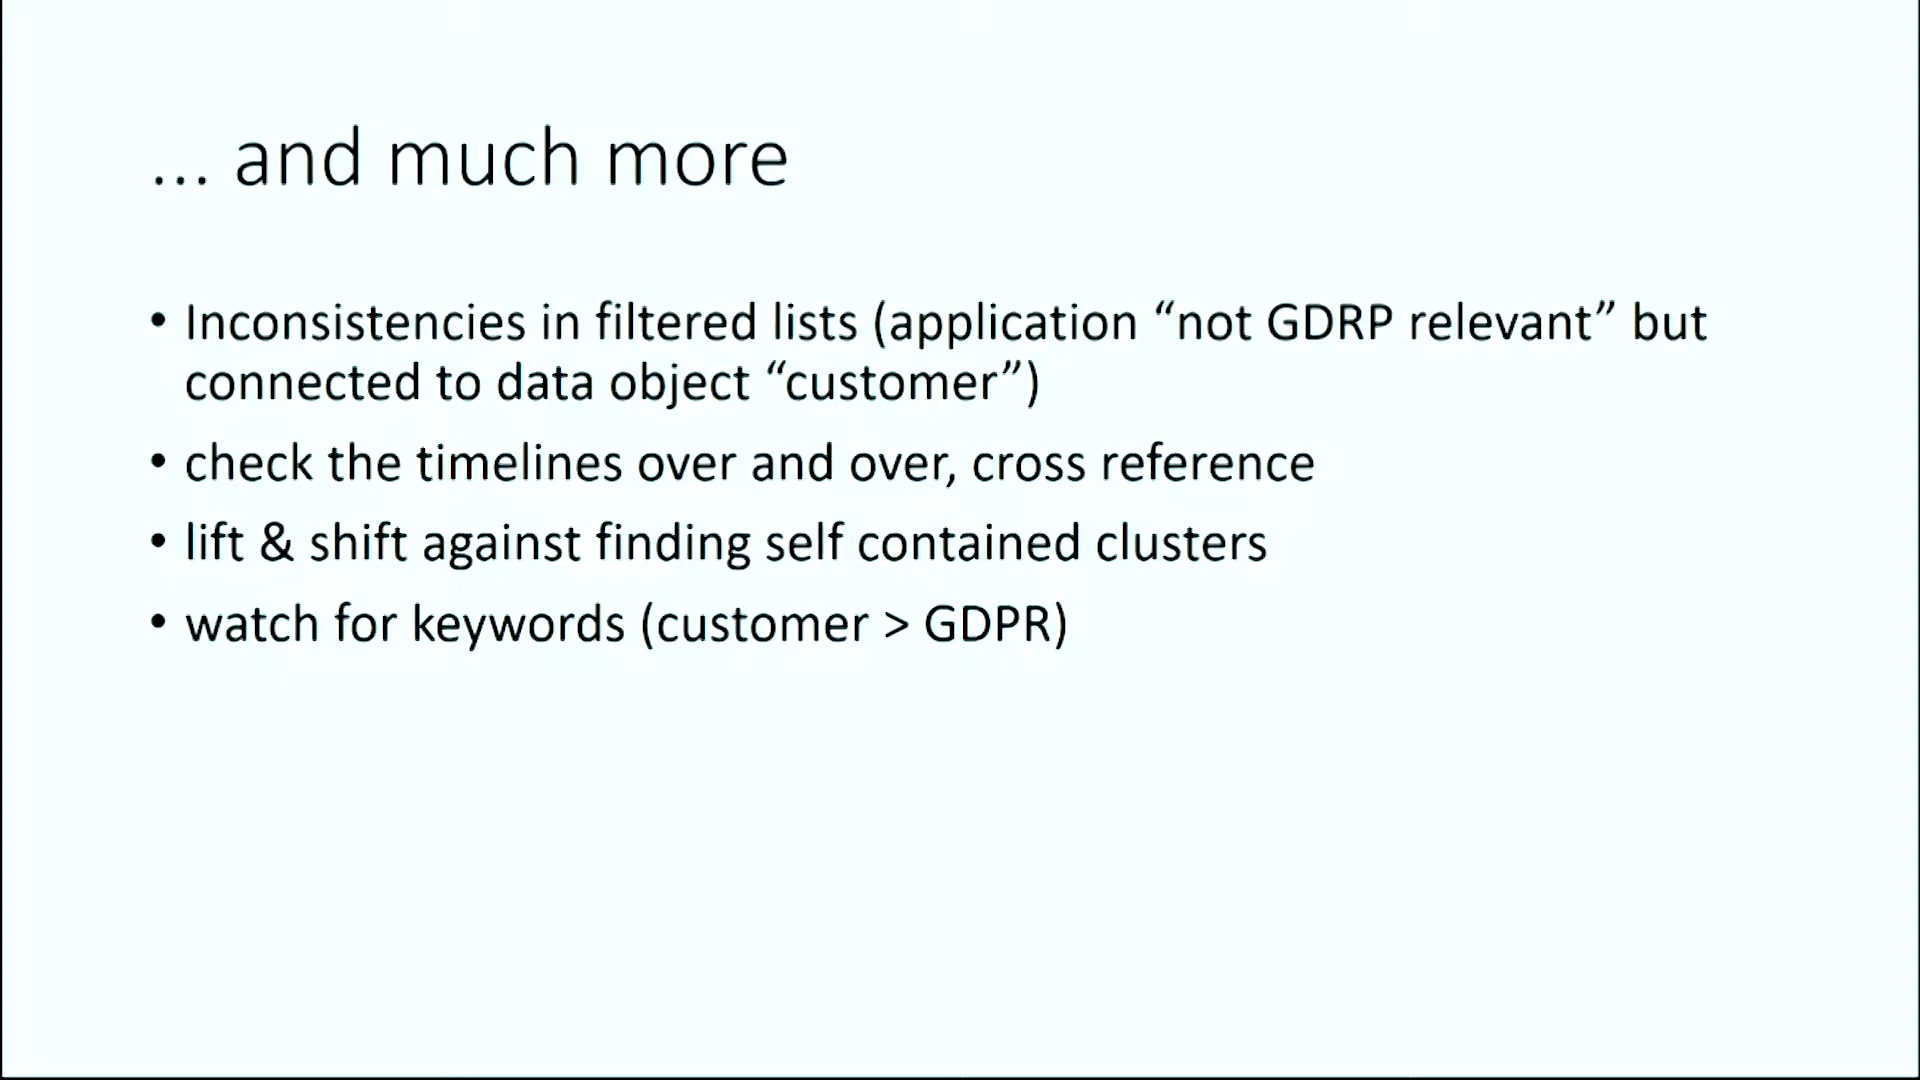 ... and much more
• Inconsistencies in filtered lists (application “not GDRP relevant” but
connected to data object “customer”)
• check the timelines over and over, cross reference
• lift & shift against finding self contained clusters
• watch for keywords (customer > GDPR)